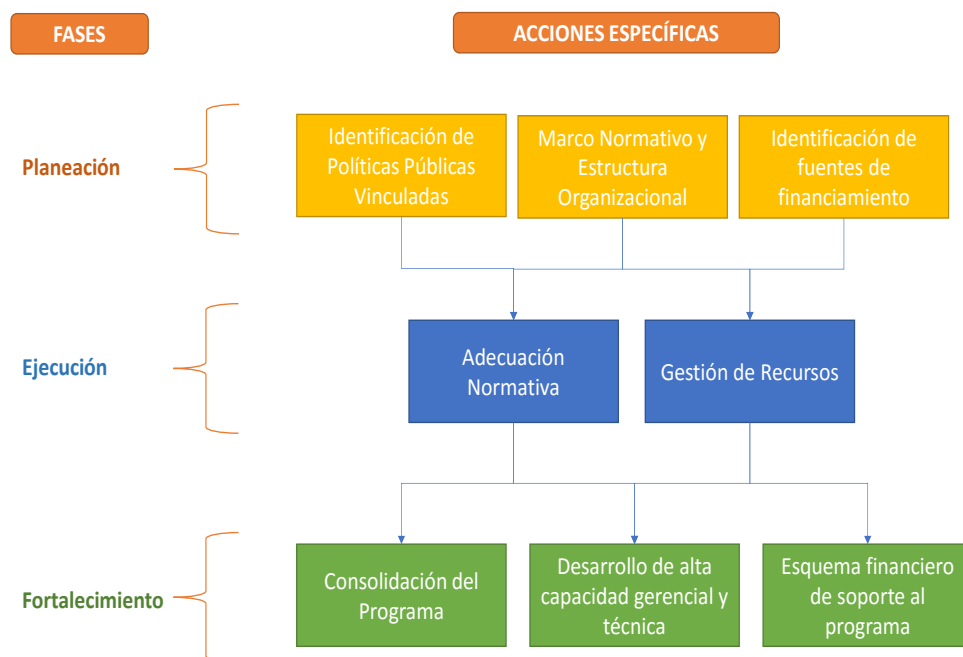 FASES
ACCIONES ESPECÍFICAS
Planeación
Identificación de
Políticas Públicas
Vinculadas
Marco Normativo y
Estructura
Organizacional
Identificación de
fuentes de
financiamiento
Ejecución
Adecuación
Normativa
Gestión de Recursos
Fortalecimiento
Consolidación del
Programa
Desarrollo de alta
capacidad gerencial y
técnica
Esquema financiero
de soporte al
programa